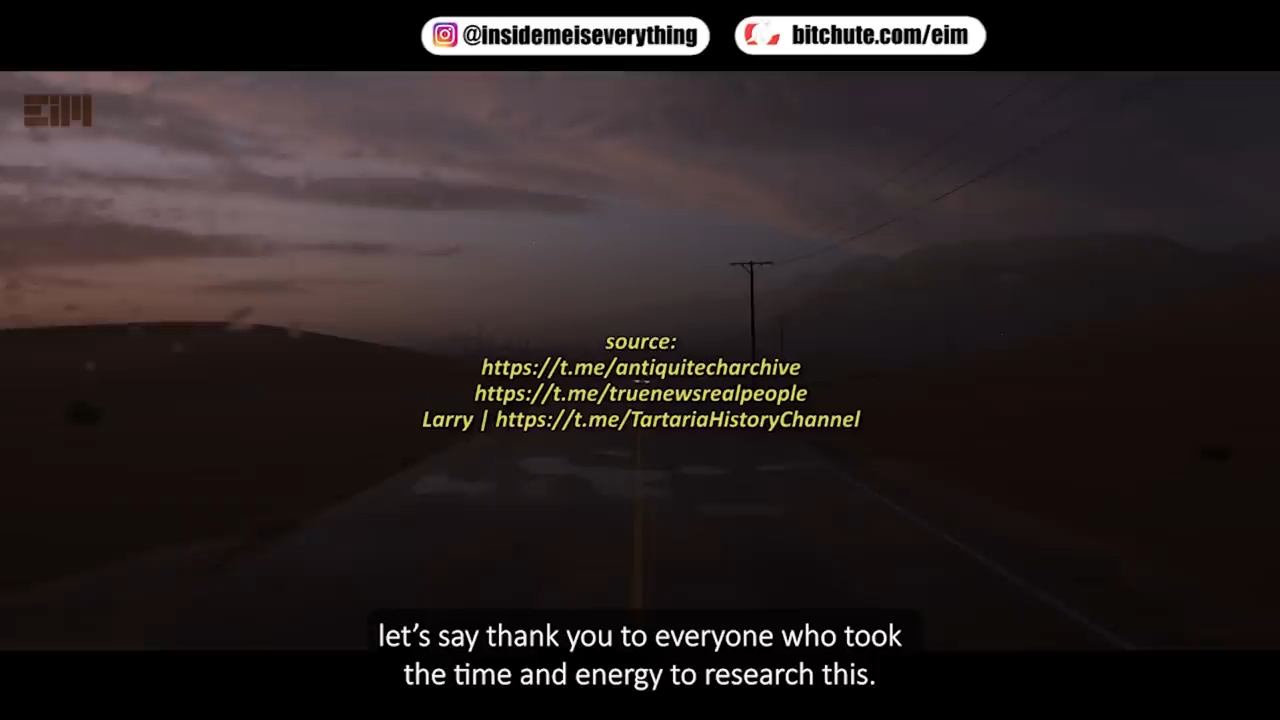 @insidemeiseverything
bitchute.com/eim
EIM
source:
https://t.me/antiquitecharchive
https://t.me/truenewsrealpeople
Larry | https://t.me/TartariaHistoryChannel
let's say thank you to everyone who took
the time and energy to research this.